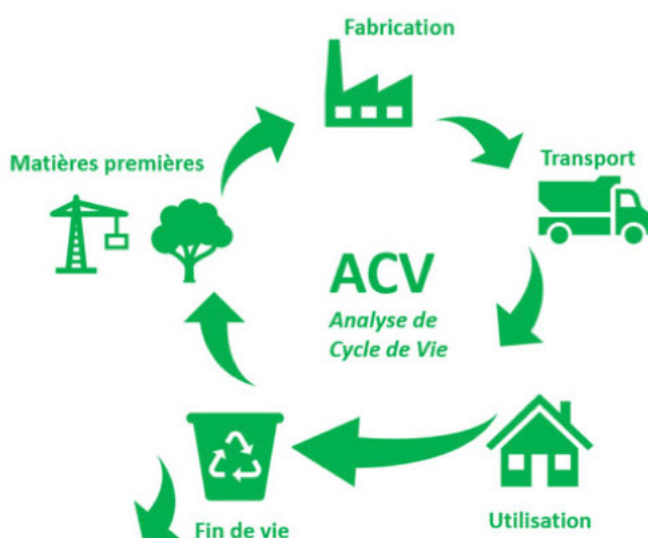 Fabrication
Matières premières
Transport
ACV
Analyse de
Cycle de Vie
Fin de vie
Utilisation